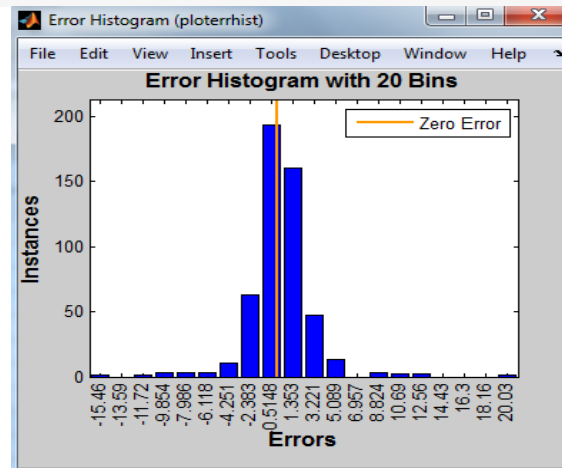 Error Histogram (ploterrhist)
File Edit View Insert Tools Desktop Window Help
Error Histogram with 20 Bins
Zero Error
200
150
100
50
0
Instances
-15.46 -13.59 -11.72 -9.854 -7.986 -6.118 -4.251 -2.383 0.5148 1.353 3.221 5.089 6.957 8.824 10.69 12.56 14.43 16.3 18.16 20.03
Errors